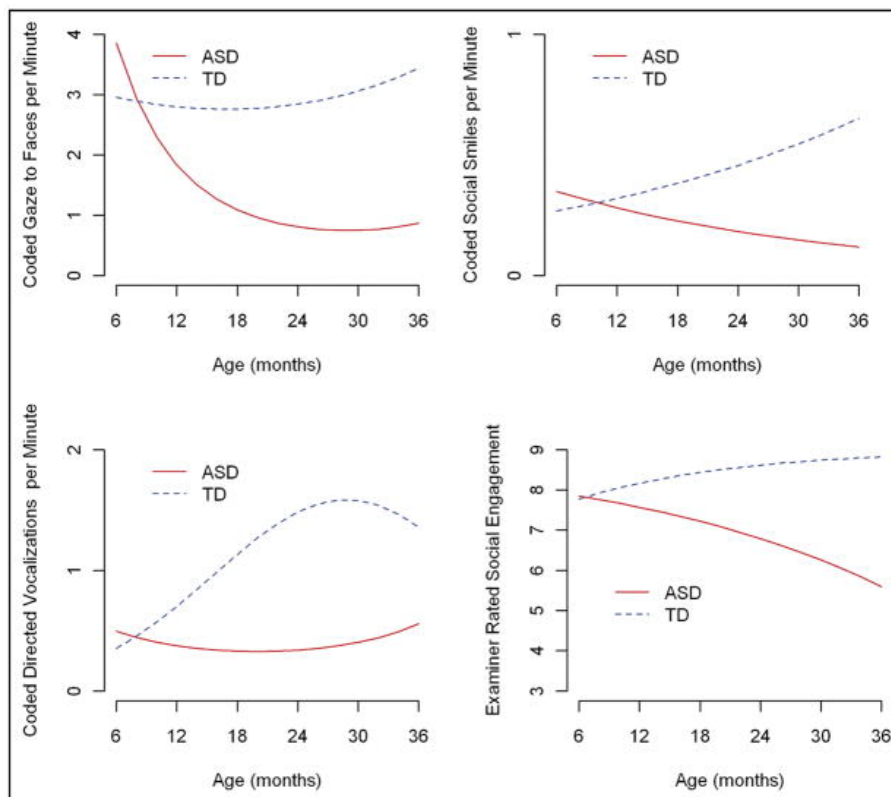 Coded Gaze to Faces per Minute
4
3
2
1
0
ASD
TD
6 12 18 24 30 36
Age (months)
Coded Social Smiles per Minute
1
0
ASD
TD
6 12 18 24 30 36
Age (months)
Coded Directed Vocalizations per Minute
2
1
0
ASD
TD
6 12 18 24 30 36
Age (months)
Examiner Rated Social Engagement
9
8
7
6
5
4
3
ASD
TD
6 12 18 24 30 36
Age (months)